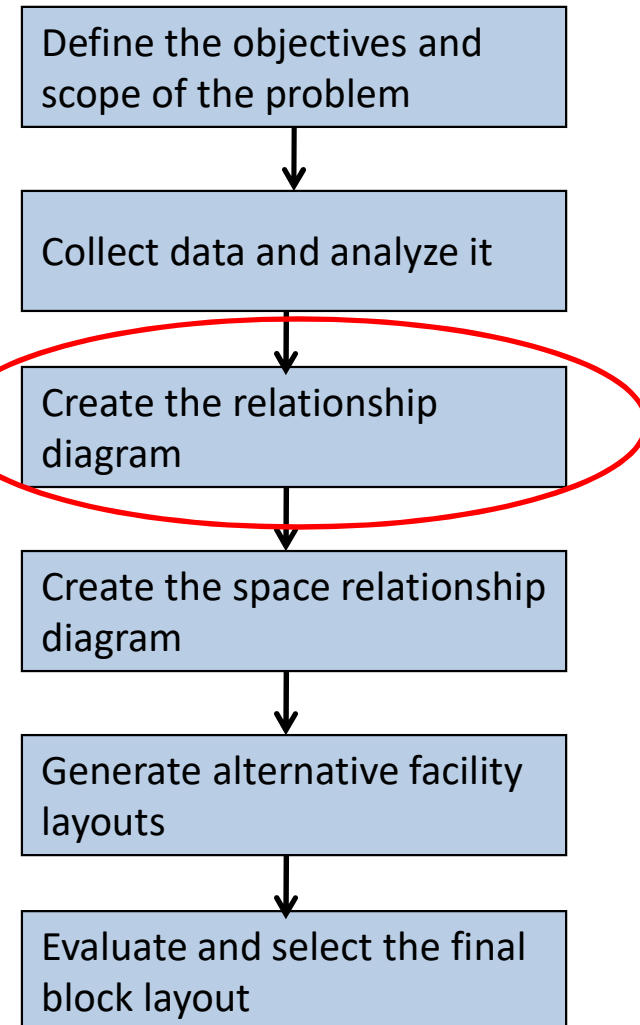 Define the objectives and
scope of the problem
Collect data and analyze it
Create the relationship
diagram
Create the space relationship
diagram
Generate alternative facility
layouts
Evaluate and select the final
block layout